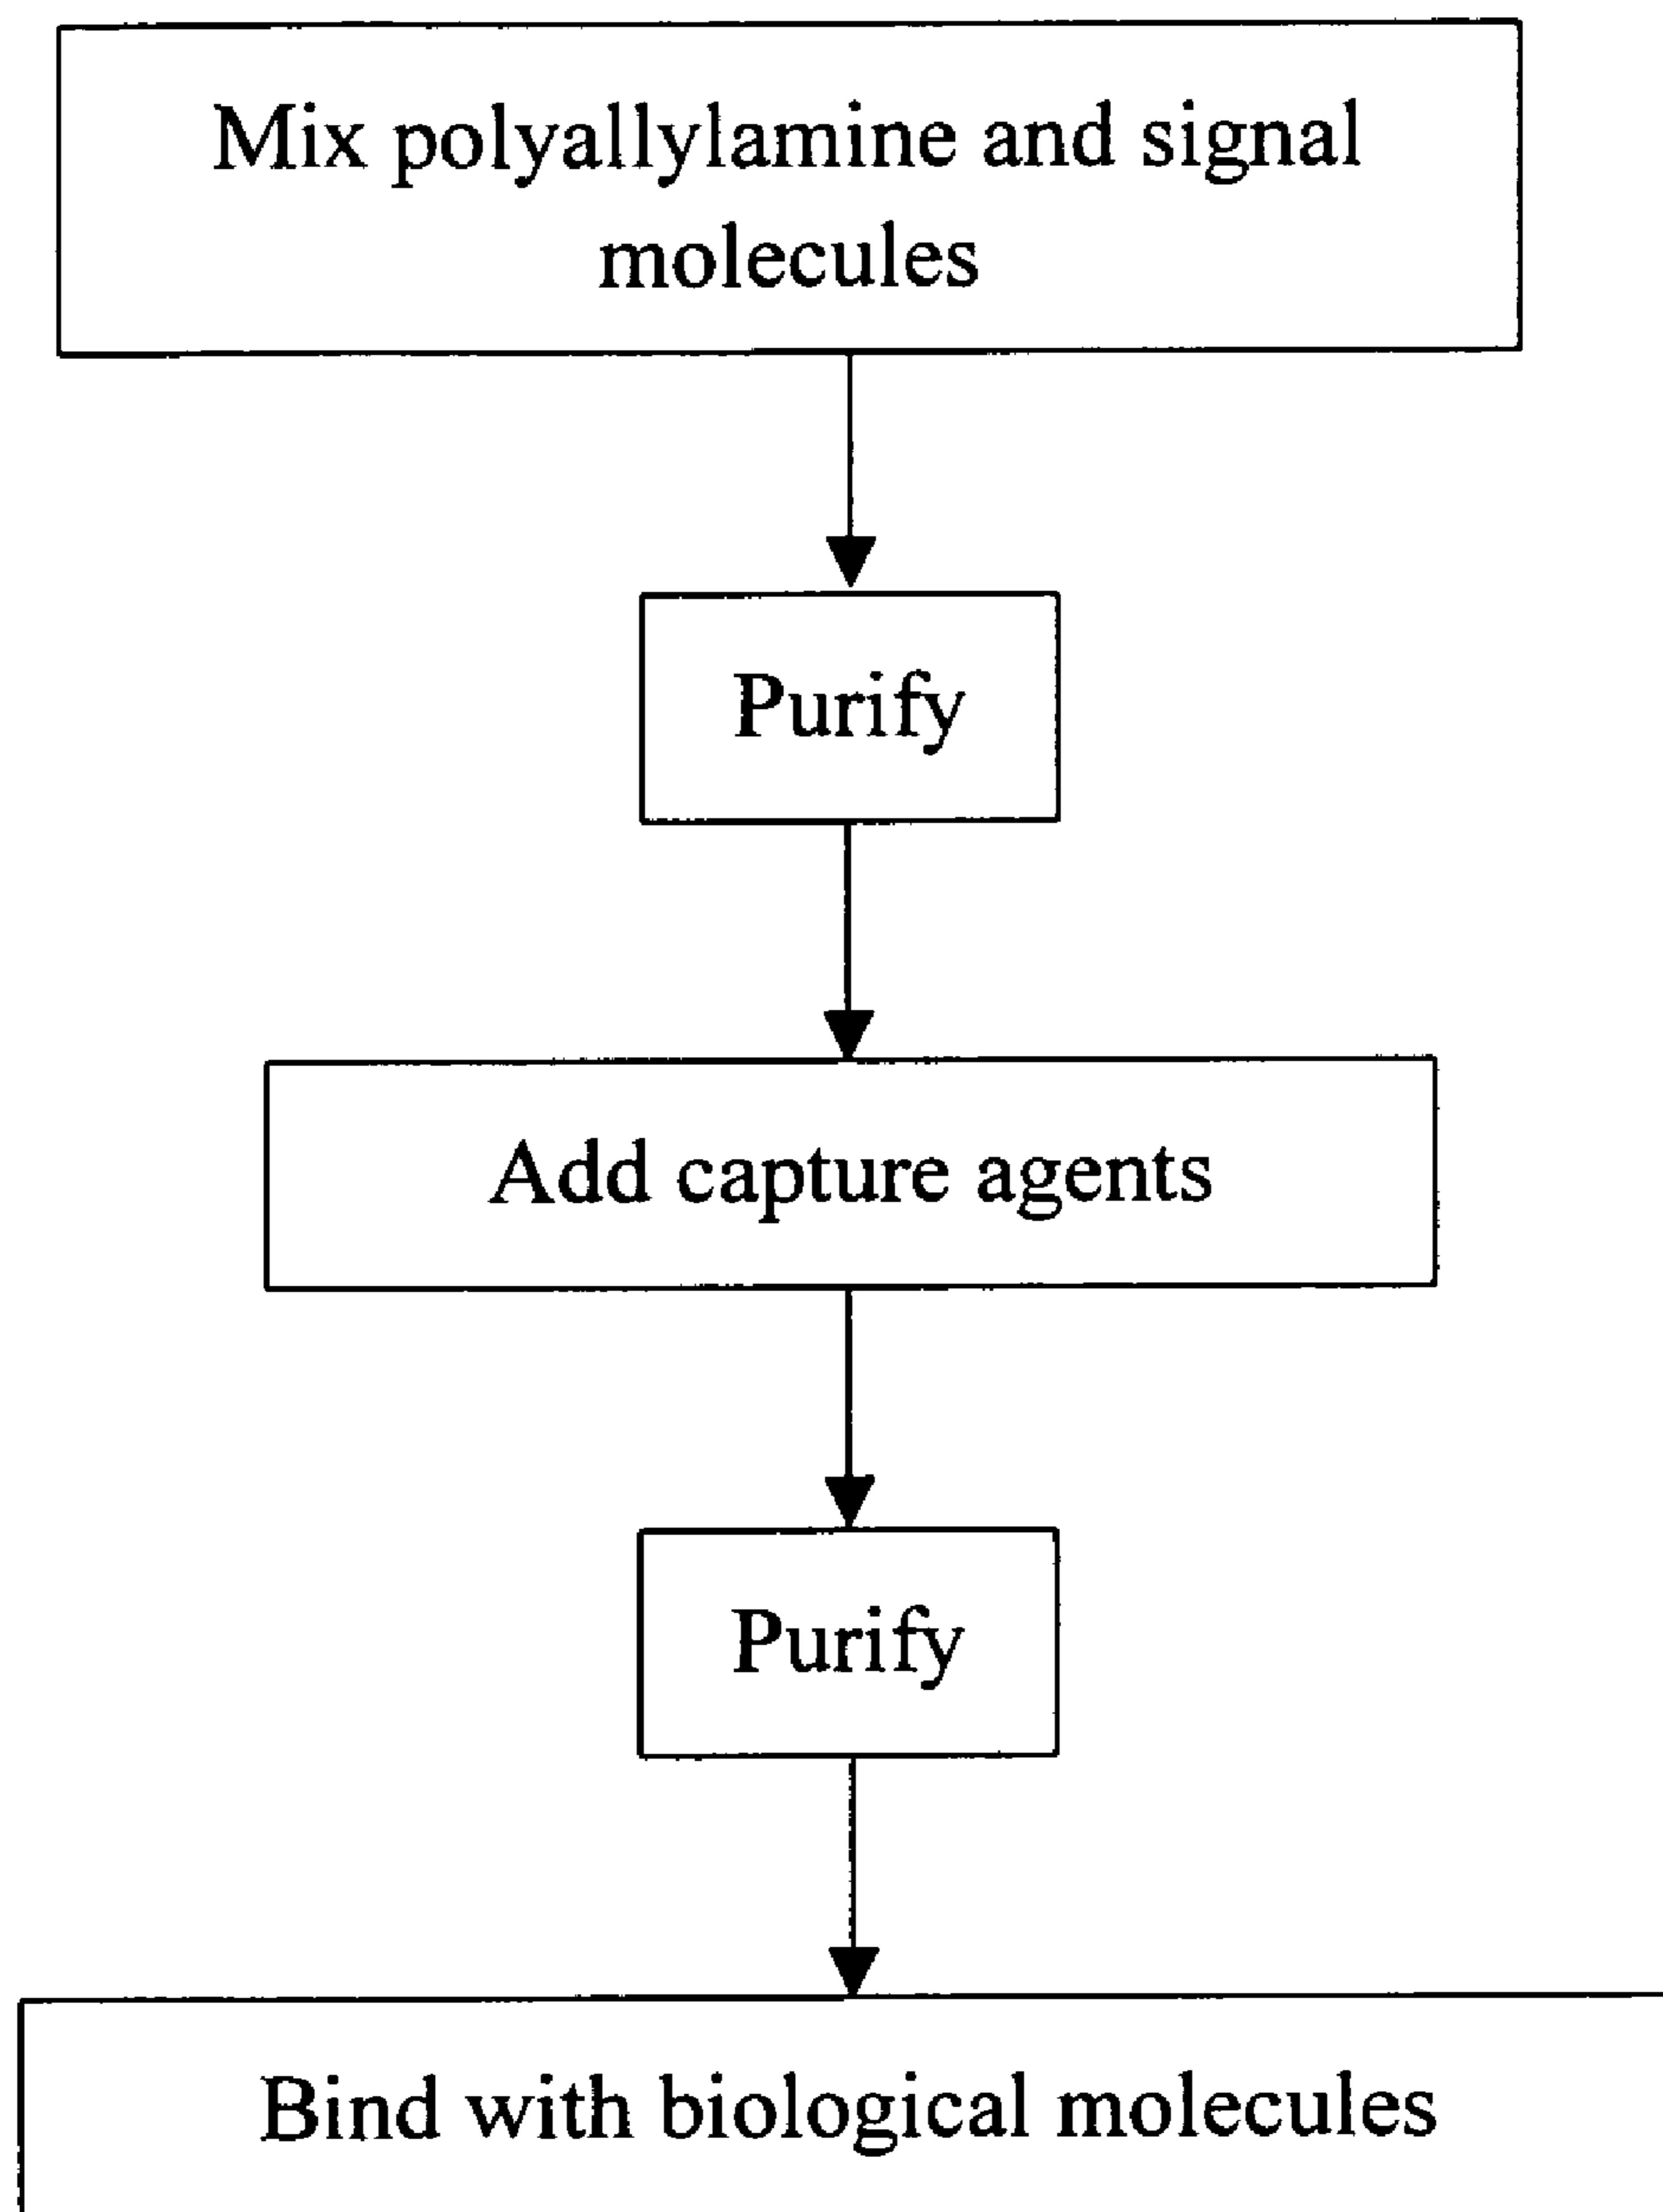 Mix polyallylamine and signal
molecules
Purify
Add capture agents
Purify
Bind with biological molecules